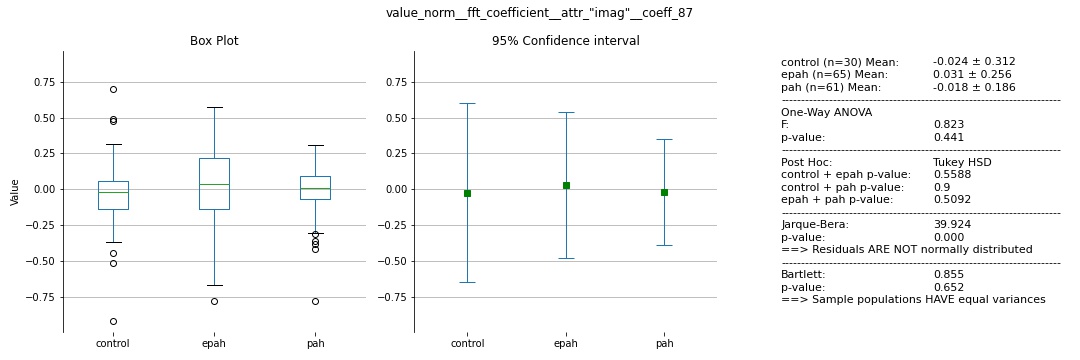 value_norm__fft_coefficient__attr_"imag"__coeff_87
Box Plot
Value
0.75
0.50
0.25
0.00
−0.25
−0.50
−0.75
control epah pah
95% Confidence interval
0.75
0.50
0.25
0.00
−0.25
−0.50
−0.75
control epah pah
control (n=30) Mean: -0.024 ± 0.312
epah (n=65) Mean: 0.031 ± 0.256
pah (n=61) Mean: -0.018 ± 0.186
One-Way ANOVA
F: 0.823
p-value: 0.441
Post Hoc: Tukey HSD
control + epah p-value: 0.5588
control + pah p-value: 0.9
epah + pah p-value: 0.5092
Jarque-Bera: 39.924
p-value: 0.000
==> Residuals ARE NOT normally distributed
Bartlett: 0.855
p-value: 0.652
==> Sample populations HAVE equal variances